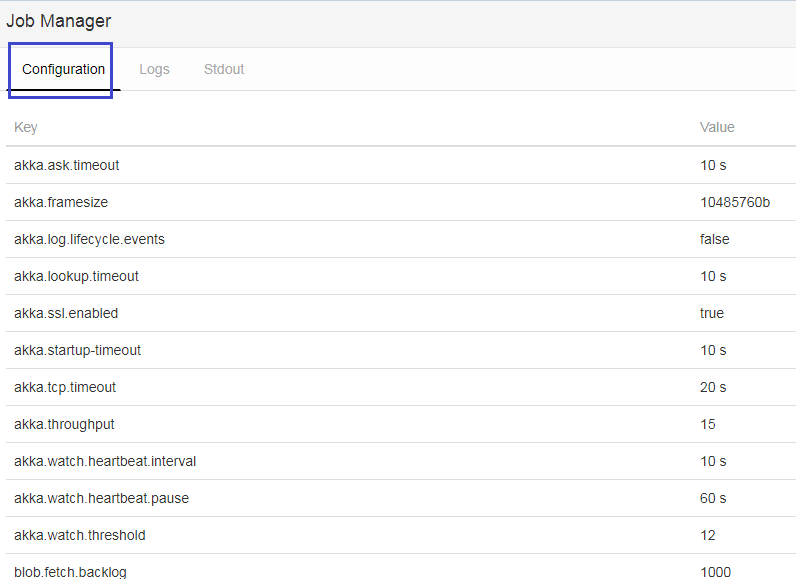 Job Manager
Configuration Logs Stdout
Key Value
akka.ask.timeout 10 s
akka.framesize 10485760b
akka.log.lifecycle.events false
akka.lookup.timeout 10 s
akka.ssl.enabled true
akka.startup-timeout 10 s
akka.tcp.timeout 20 s
akka.throughput 15
akka.watch.heartbeat.interval 10 s
akka.watch.heartbeat.pause 60 s
akka.watch.threshold 12
blob.fetch.backlog 1000